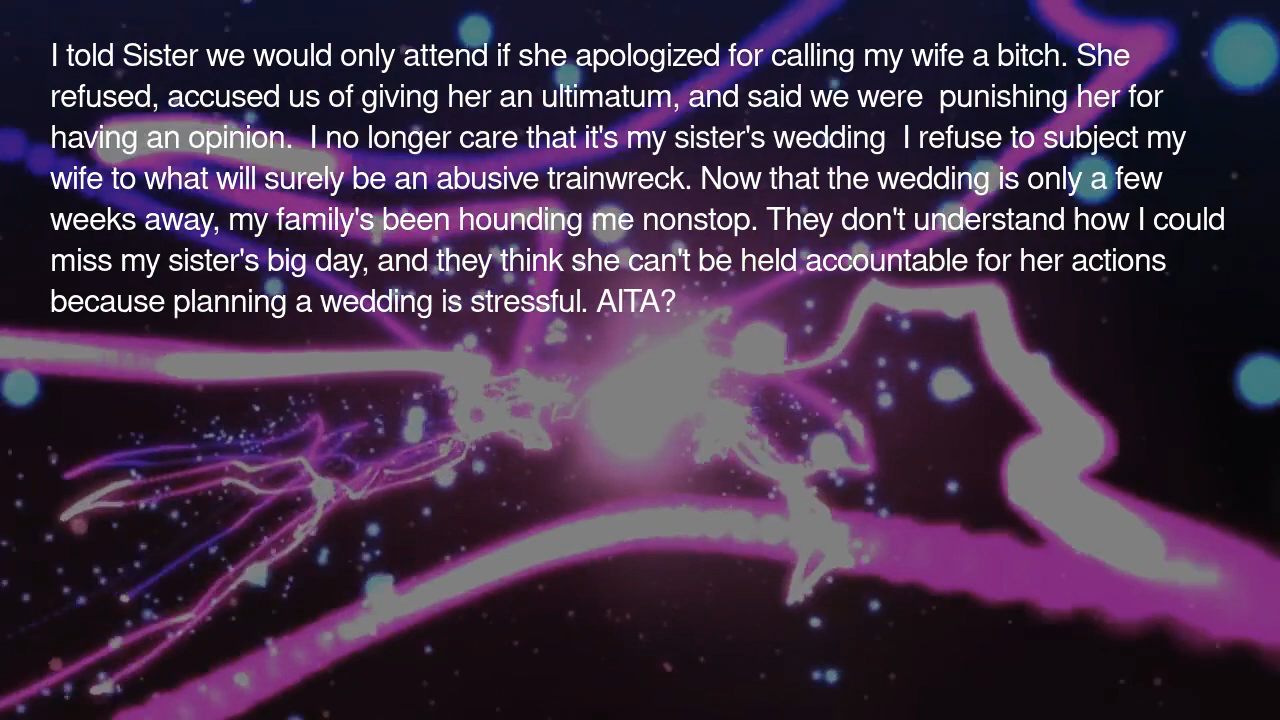 I told Sister we would only attend if she apologized for calling my wife a bitch. She
refused, accused us of giving her an ultimatum, and said we were  punishing her for
having an opinion.  I no longer care that it's my sister's wedding  I refuse to subject my
wife to what will surely be an abusive trainwreck. Now that the wedding is only a few
weeks away, my family's been hounding me nonstop. They don't understand how I could
miss my sister's big day, and they think she can't be held accountable for her actions
because planning a wedding is stressful. AITA?